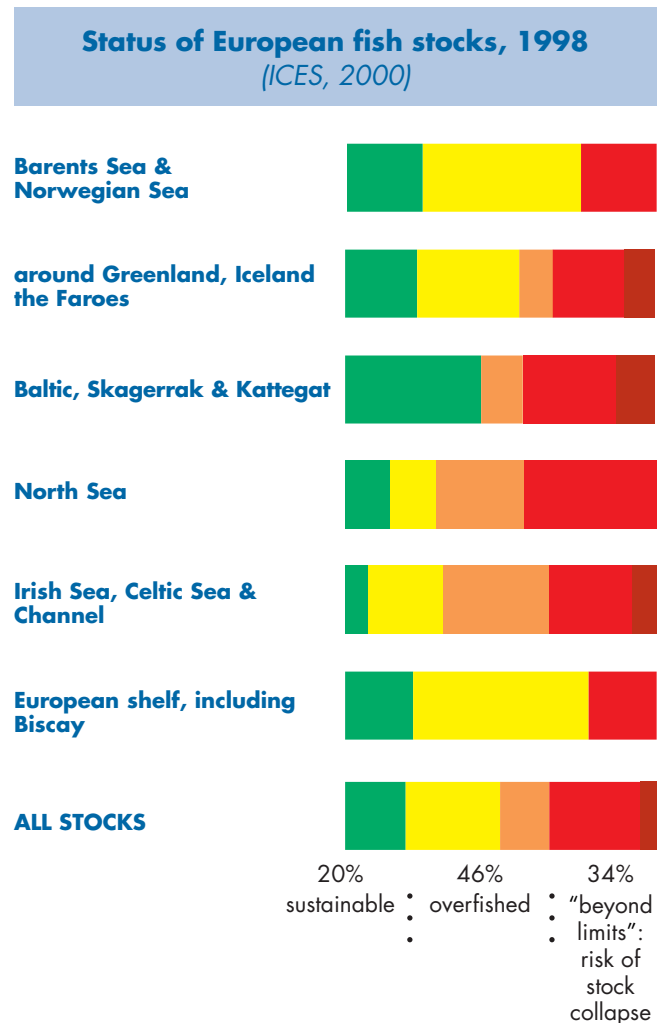 Status of European fish stocks, 1998
(ICES, 2000)
Barents Sea &
Norwegian Sea
around Greenland, Iceland
the Faroes
Baltic, Skagerrak & Kattegat
North Sea
Irish Sea, Celtic Sea &
Channel
European shelf, including
Biscay
ALL STOCKS
20%
sustainable
46%
overfished
34%
“beyond
limits”:
risk of
stock
collapse